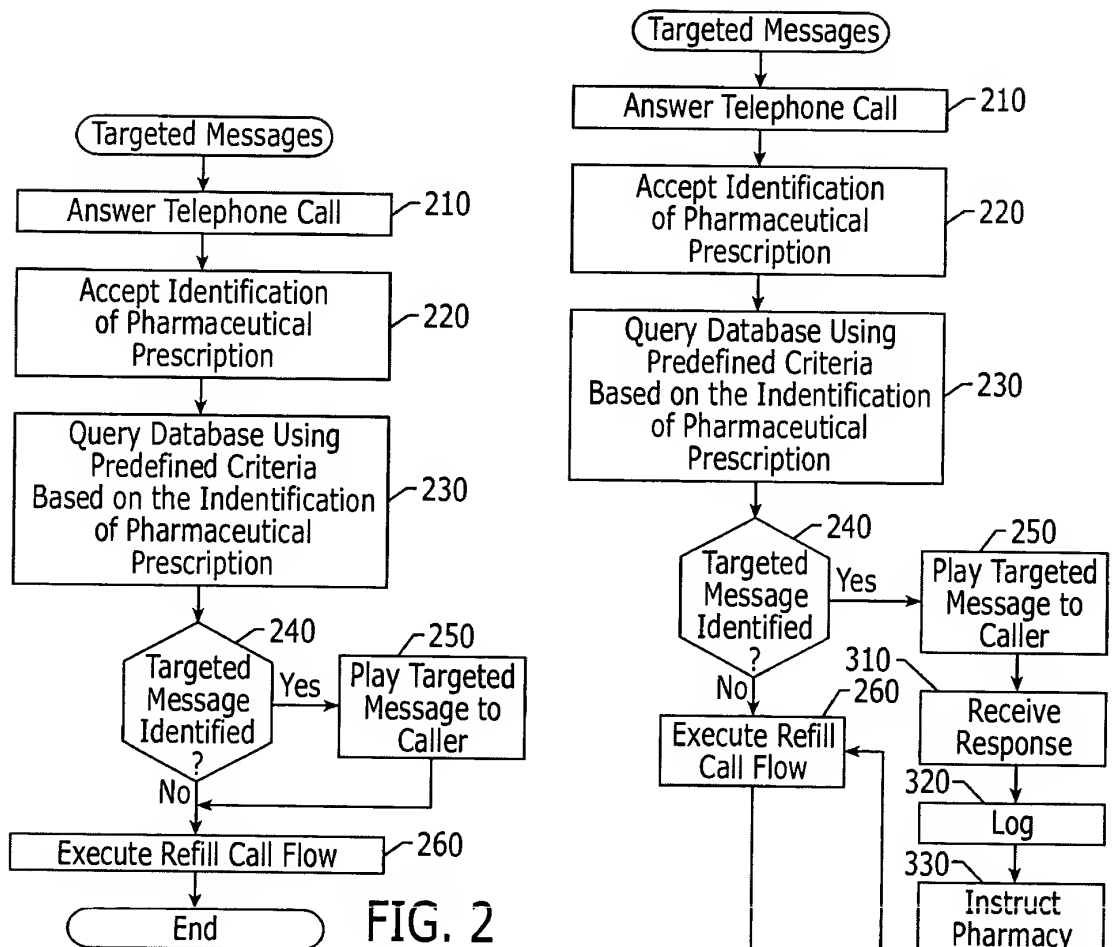 Targeted Messages
Answer Telephone Call
210
Accept Identification
of Pharmaceutical
Prescription
220
Query Database Using
Predefined Criteria
Based on the Indentification
of Pharmaceutical
Prescription
230
240
Targeted
Message
Identified
?
Yes
No
250
Play Targeted
Message to
Caller
Execute Refill Call Flow
260
End
FIG. 2
Targeted Messages
Answer Telephone Call
210
Accept Identification
of Pharmaceutical
Prescription
220
Query Database Using
Predefined Criteria
Based on the Indentification
of Pharmaceutical
Prescription
230
240
Targeted
Message
Identified
?
Yes
No
250
Play Targeted
Message to
Caller
260
Execute Refill
Call Flow
310
Receive
Response
320
Log
330
Instruct
Pharmacy